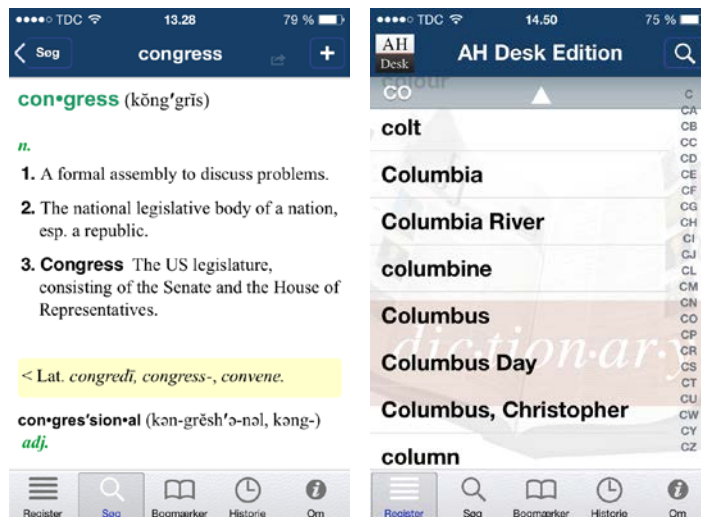 TDC 13.28 79 %
Søg congress +
con•gress (kŏng′grĭs)
n.
1. A formal assembly to discuss problems.
2. The national legislative body of a nation,
esp. a republic.
3. Congress The US legislature,
consisting of the Senate and the House of
Representatives.
< Lat. congredī, congress-, convene.
con•gres′sion•al (kən-grĕsh′ə-nəl, kəng-)
adj.
Register Søg Bogmærker Historie Om
TDC 14.50 75 %
AH
Desk
AH Desk Edition
colour
CO
colt
Columbia
Columbia River
columbine
Columbus
Columbus Day
Columbus, Christopher
column
dic·tion·ar·y
C
CA
CB
CC
CD
CE
CF
CG
CH
CI
CJ
CL
CM
CN
CO
CP
CR
CS
CT
CU
CW
CY
CZ
Register Søg Bogmærker Historie Om